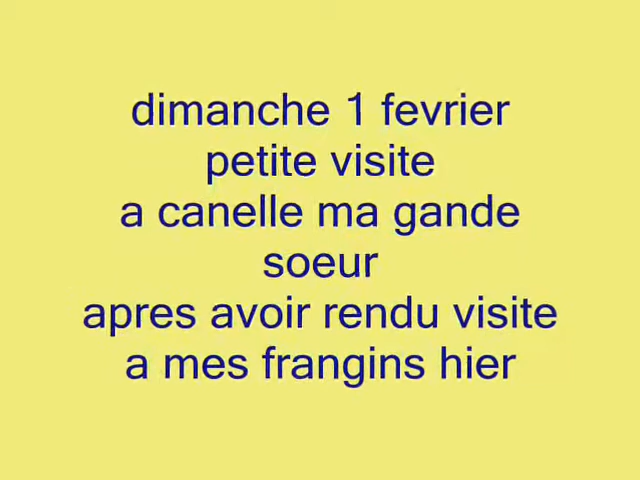 dimanche 1 fevrier
petite visite
a canelle ma gande
soeur
apres avoir rendu visite
a mes frangins hier